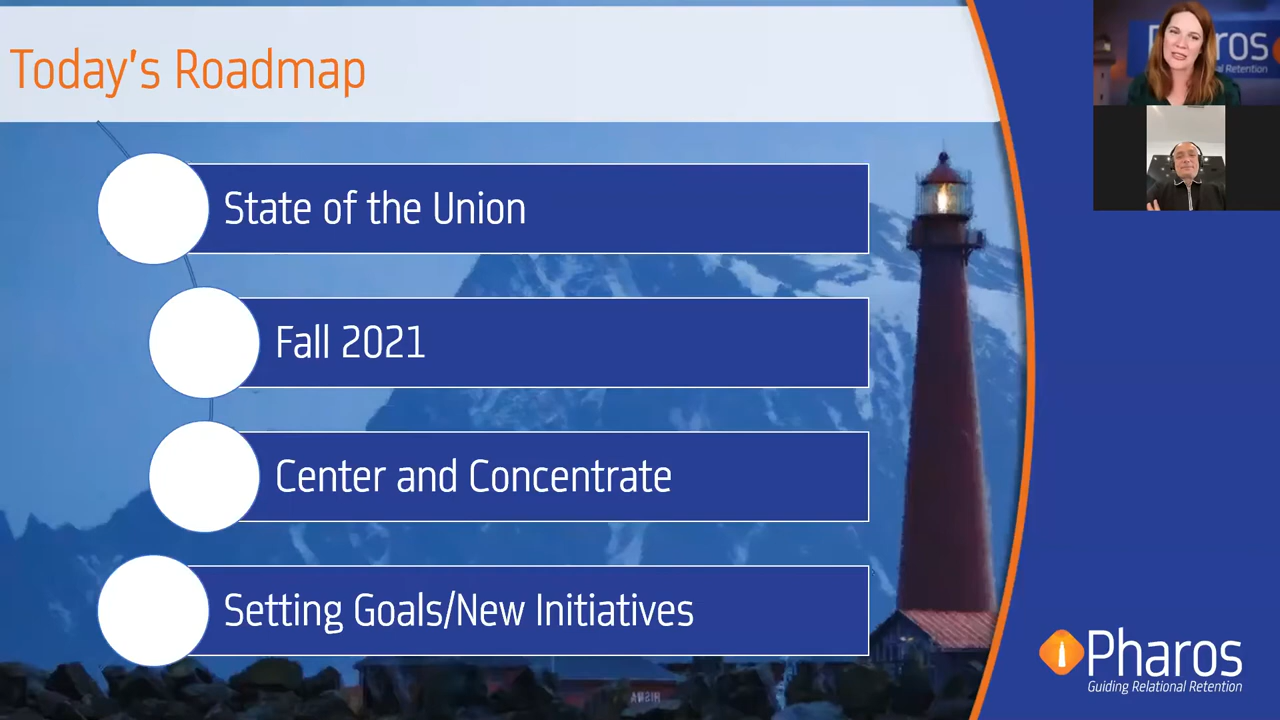 Today's Roadmap
State of the Union
Fall 2021
Center and Concentrate
Setting Goals/New Initiatives
Pharos
Guiding Relational Retention